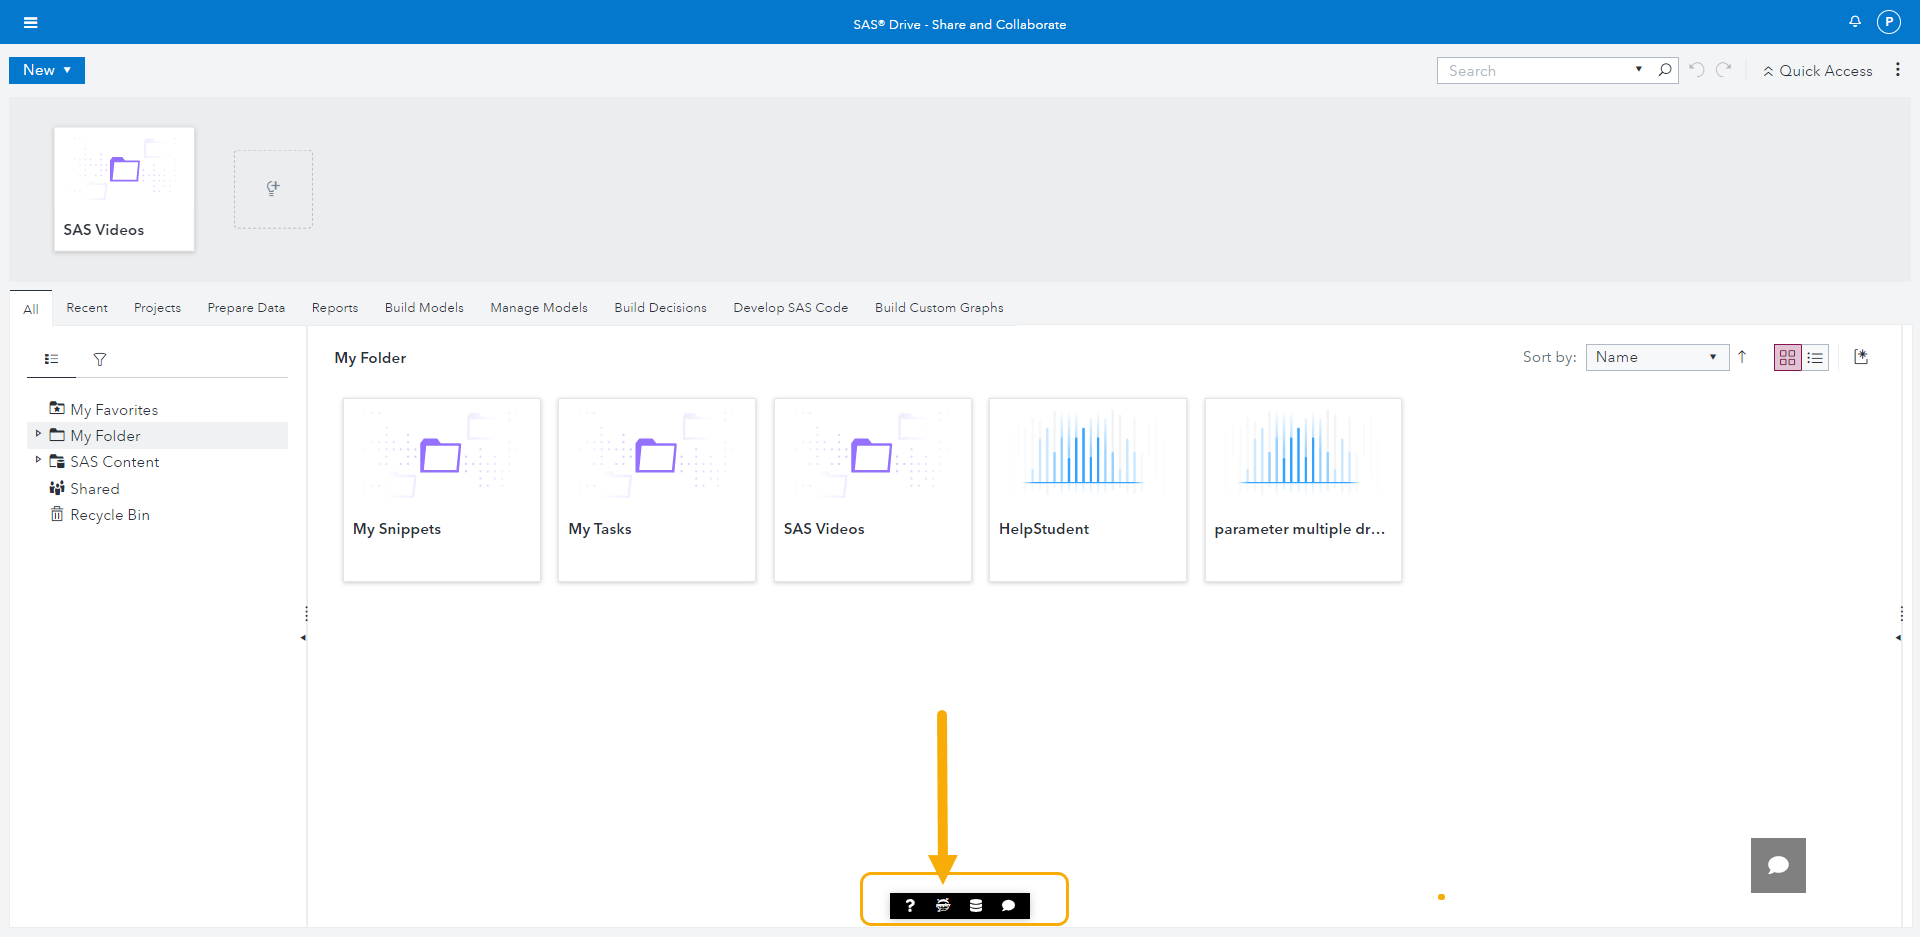 SAS® Drive - Share and Collaborate
P
New
Search
Quick Access
SAS Videos
All Recent Projects Prepare Data Reports Build Models Manage Models Build Decisions Develop SAS Code Build Custom Graphs
My Folder
Sort by: Name
My Favorites
My Folder
SAS Content
Shared
Recycle Bin
My Snippets
My Tasks
SAS Videos
HelpStudent
parameter multiple dr...
?